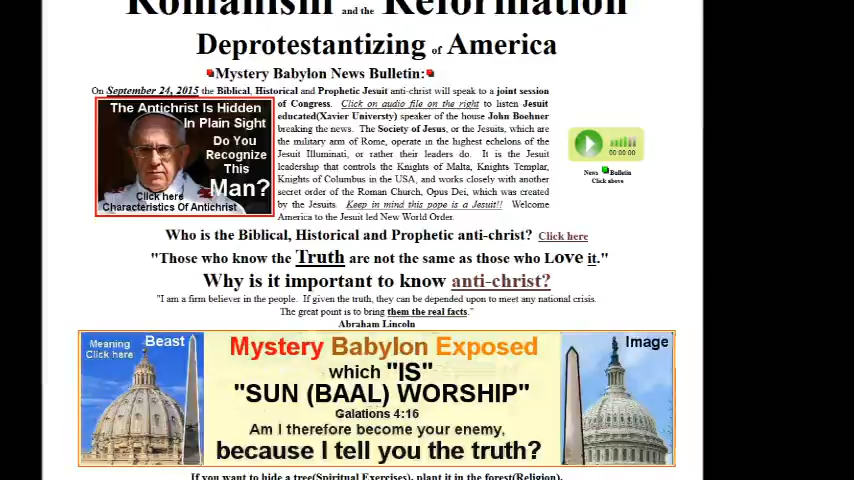 Romanism and the Reformation
Deprotestantizing of America
Mystery Babylon News Bulletin:
On September 24, 2015 the Biblical, Historical and Prophetic Jesuit anti-christ will speak to a joint session
of Congress. Click on audio file on the right to listen Jesuit
educated(Xavier Universty) speaker of the house John Boehner
breaking the news. The Society of Jesus, or the Jesuits, which are
the military arm of Rome, operate in the highest echelons of the
Jesuit Illuminati, or rather their leaders do. It is the Jesuit
leadership that controls the Knights of Malta, Knights Templar,
Knights of Columbus in the USA, and works closely with another
secret order of the Roman Church, Opus Dei, which was created
by the Jesuits. Keep in mind this pope is a Jesuit!! Welcome
America to the Jesuit led New World Order.
The Antichrist Is Hidden
In Plain Sight
Do You
Recognize
This
Man?
Click here
Characteristics Of Antichrist
00:00:00
News Bulletin
Click above
Who is the Biblical, Historical and Prophetic anti-christ? Click here
"Those who know the Truth are not the same as those who Love it."
Why is it important to know anti-christ?
"I am a firm believer in the people. If given the truth, they can be depended upon to meet any national crisis.
The great point is to bring them the real facts."
Abraham Lincoln
Meaning
Click here
Beast
Mystery Babylon Exposed
which "IS"
"SUN (BAAL) WORSHIP"
Galations 4:16
Am I therefore become your enemy,
because I tell you the truth?
Image
If you want to hide a tree(Spiritual Exercises), plant it in the forest(Religion).